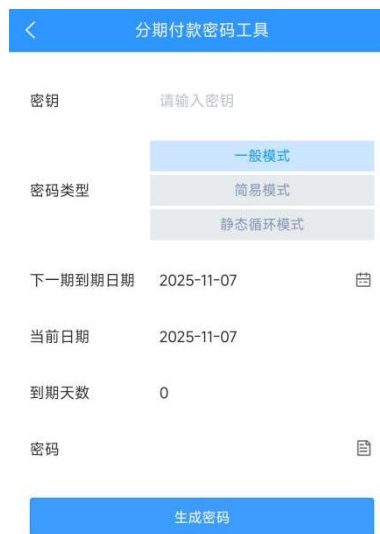 分期付款密码工具
密钥 请输入密钥
一般模式
密码类型 简易模式
静态循环模式
下一期到期日期 2025-11-07
当前日期 2025-11-07
到期天数 0
密码
生成密码